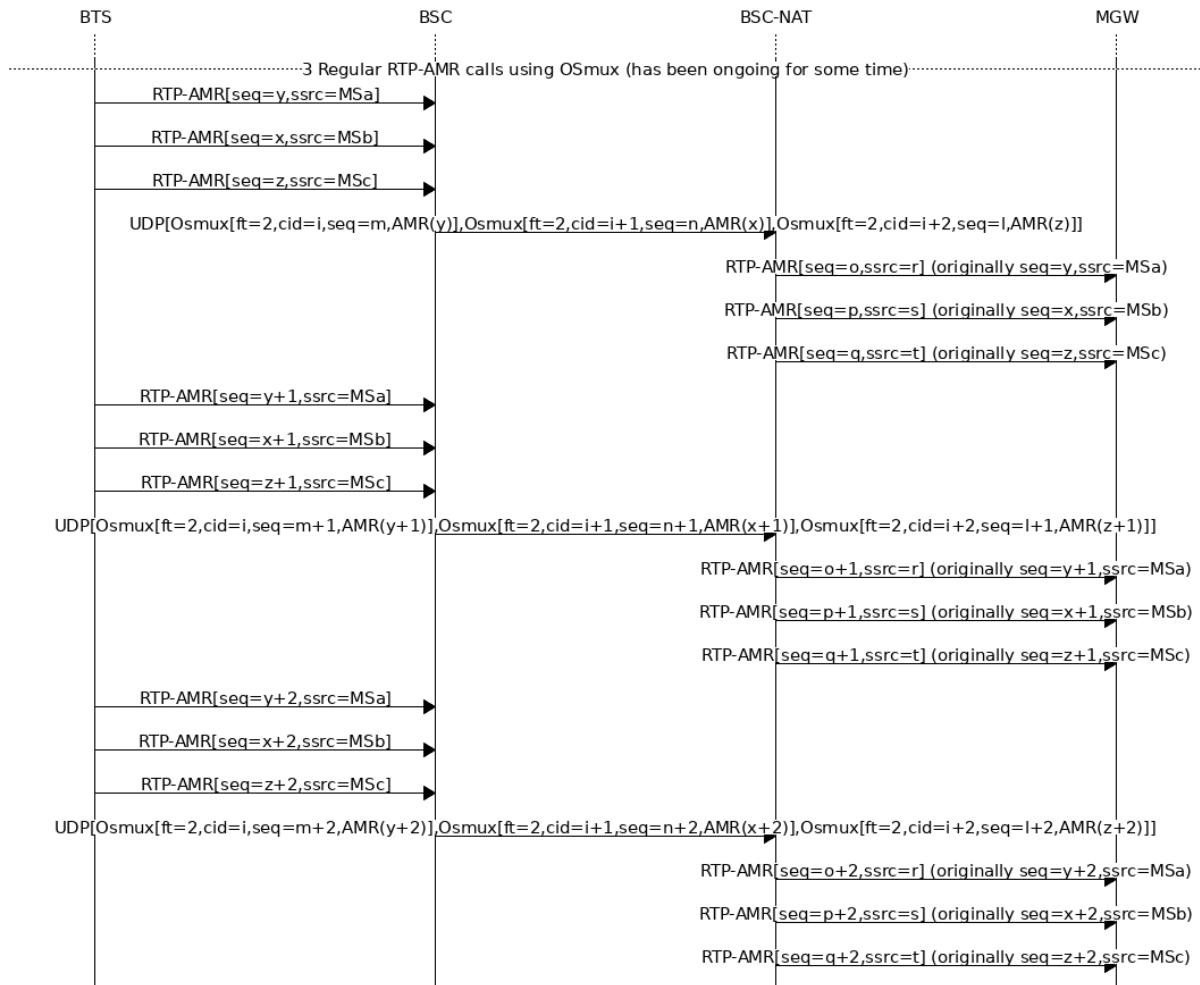 BTS BSC BSC-NAT MGW
3 Regular RTP-AMR calls using OSmux (has been ongoing for some time)
RTP-AMR[seq=y,ssrc=MSa]
RTP-AMR[seq=x,ssrc=MSb]
RTP-AMR[seq=z,ssrc=MSc]
UDP[Osmux[ft=2,cid=i,seq=m,AMR(y)],Osmux[ft=2,cid=i+1,seq=n,AMR(x)],Osmux[ft=2,cid=i+2,seq=l,AMR(z)]]
RTP-AMR[seq=o,ssrc=r] (originally seq=y,ssrc=MSa)
RTP-AMR[seq=p,ssrc=s] (originally seq=x,ssrc=MSb)
RTP-AMR[seq=q,ssrc=t] (originally seq=z,ssrc=MSc)
RTP-AMR[seq=y+1,ssrc=MSa]
RTP-AMR[seq=x+1,ssrc=MSb]
RTP-AMR[seq=z+1,ssrc=MSc]
UDP[Osmux[ft=2,cid=i,seq=m+1,AMR(y+1)],Osmux[ft=2,cid=i+1,seq=n+1,AMR(x+1)],Osmux[ft=2,cid=i+2,seq=l+1,AMR(z+1)]]
RTP-AMR[seq=o+1,ssrc=r] (originally seq=y+1,ssrc=MSa)
RTP-AMR[seq=p+1,ssrc=s] (originally seq=x+1,ssrc=MSb)
RTP-AMR[seq=q+1,ssrc=t] (originally seq=z+1,ssrc=MSc)
RTP-AMR[seq=y+2,ssrc=MSa]
RTP-AMR[seq=x+2,ssrc=MSb]
RTP-AMR[seq=z+2,ssrc=MSc]
UDP[Osmux[ft=2,cid=i,seq=m+2,AMR(y+2)],Osmux[ft=2,cid=i+1,seq=n+2,AMR(x+2)],Osmux[ft=2,cid=i+2,seq=l+2,AMR(z+2)]]
RTP-AMR[seq=o+2,ssrc=r] (originally seq=y+2,ssrc=MSa)
RTP-AMR[seq=p+2,ssrc=s] (originally seq=x+2,ssrc=MSb)
RTP-AMR[seq=q+2,ssrc=t] (originally seq=z+2,ssrc=MSc)